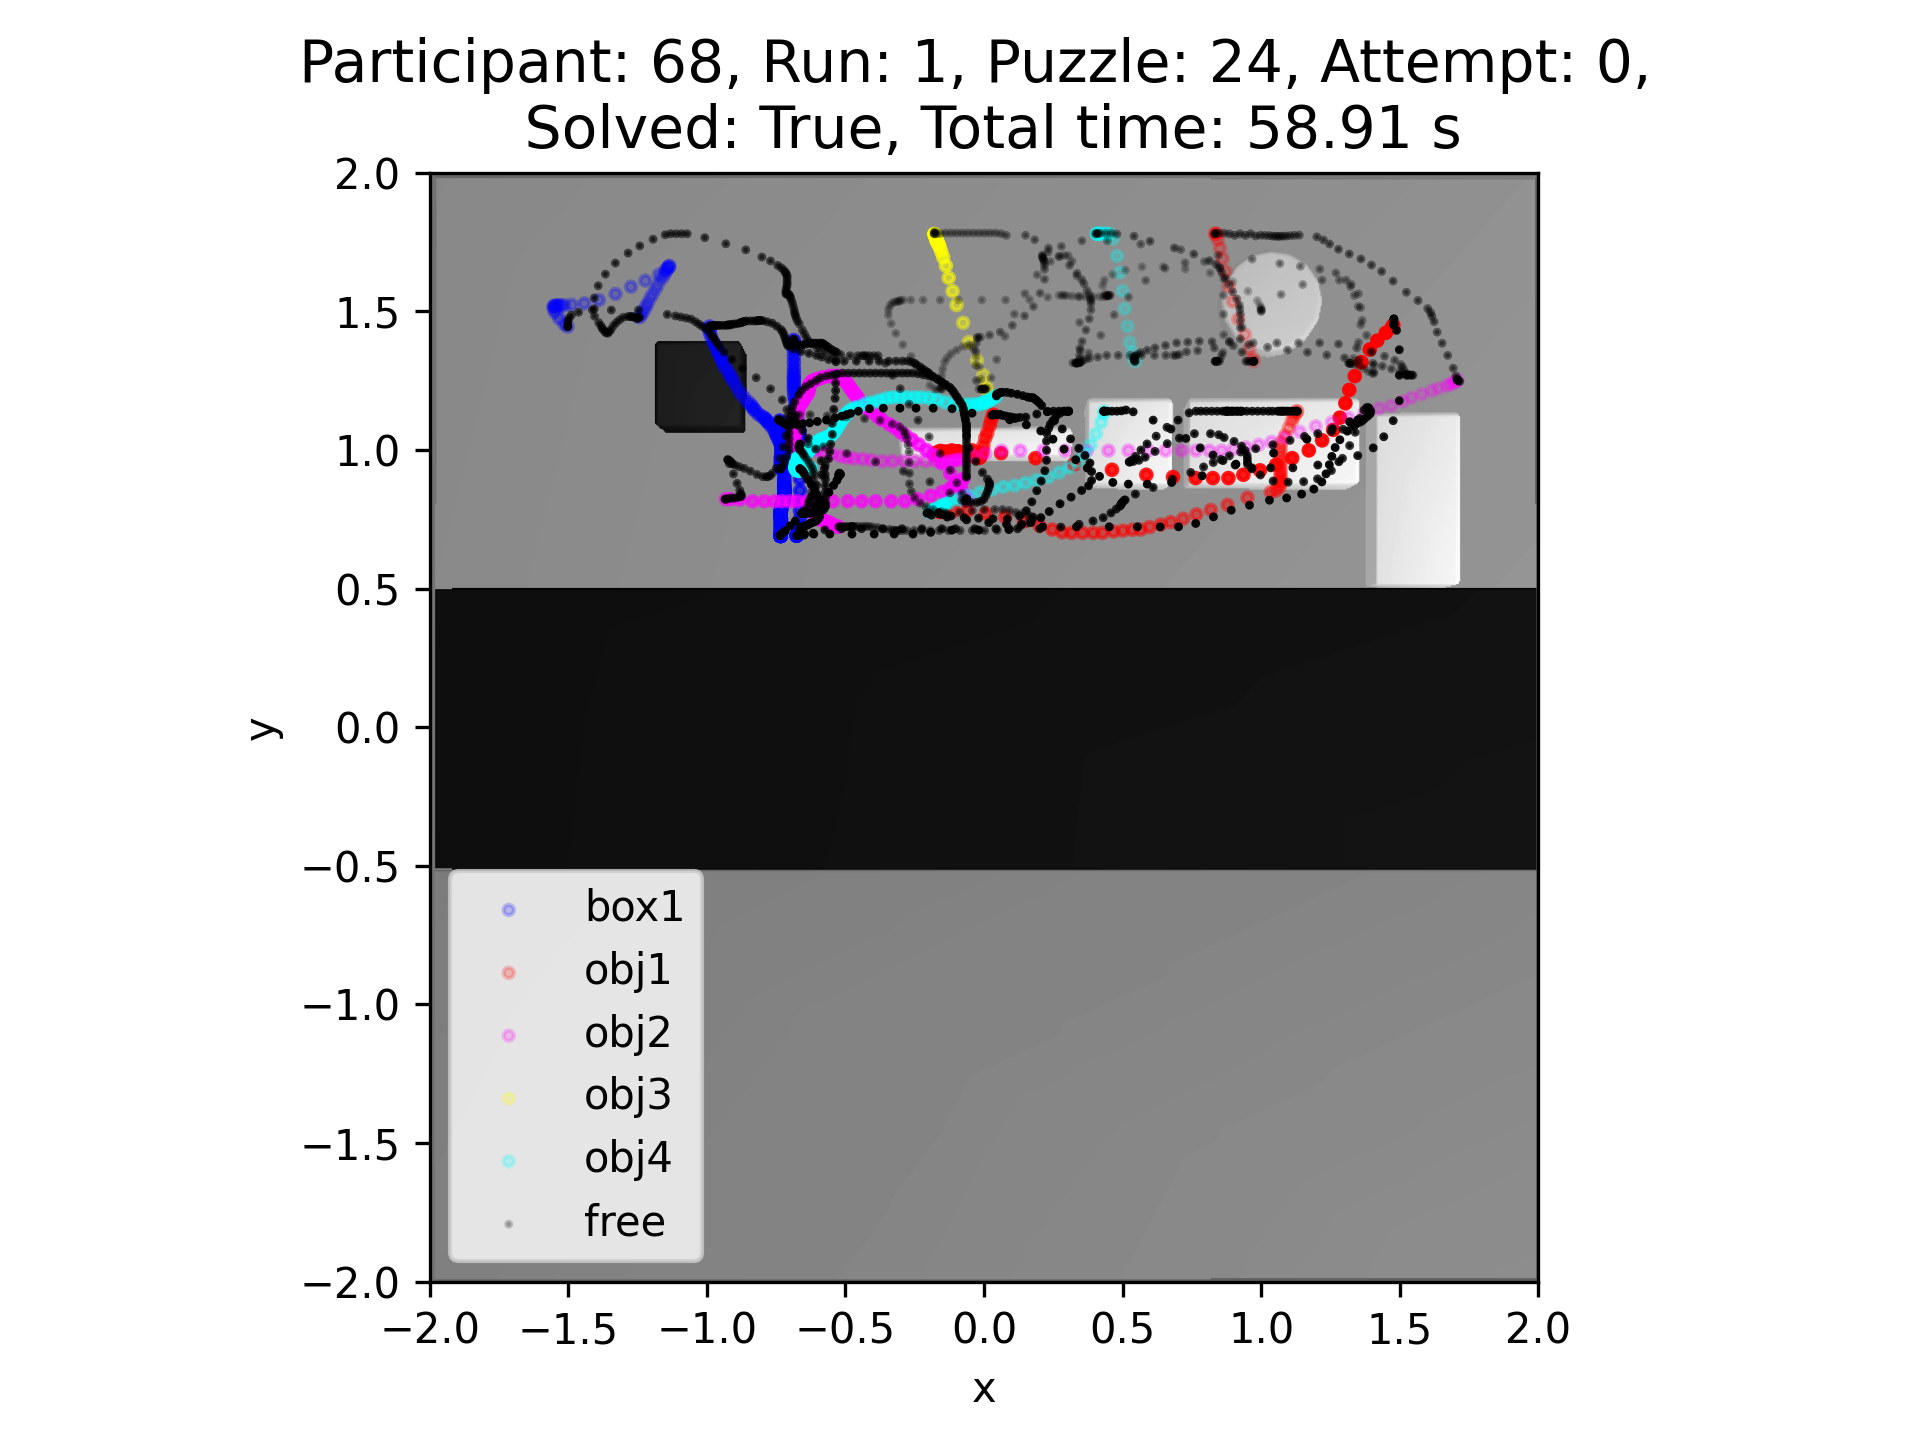 Participant: 68, Run: 1, Puzzle: 24, Attempt: 0,
Solved: True, Total time: 58.91 s
2.0
1.5
1.0
0.5
0.0
−0.5
−1.0
−1.5
−2.0
y
box1
obj1
obj2
obj3
obj4
free
−2.0 −1.5 −1.0 −0.5 0.0 0.5 1.0 1.5 2.0
x